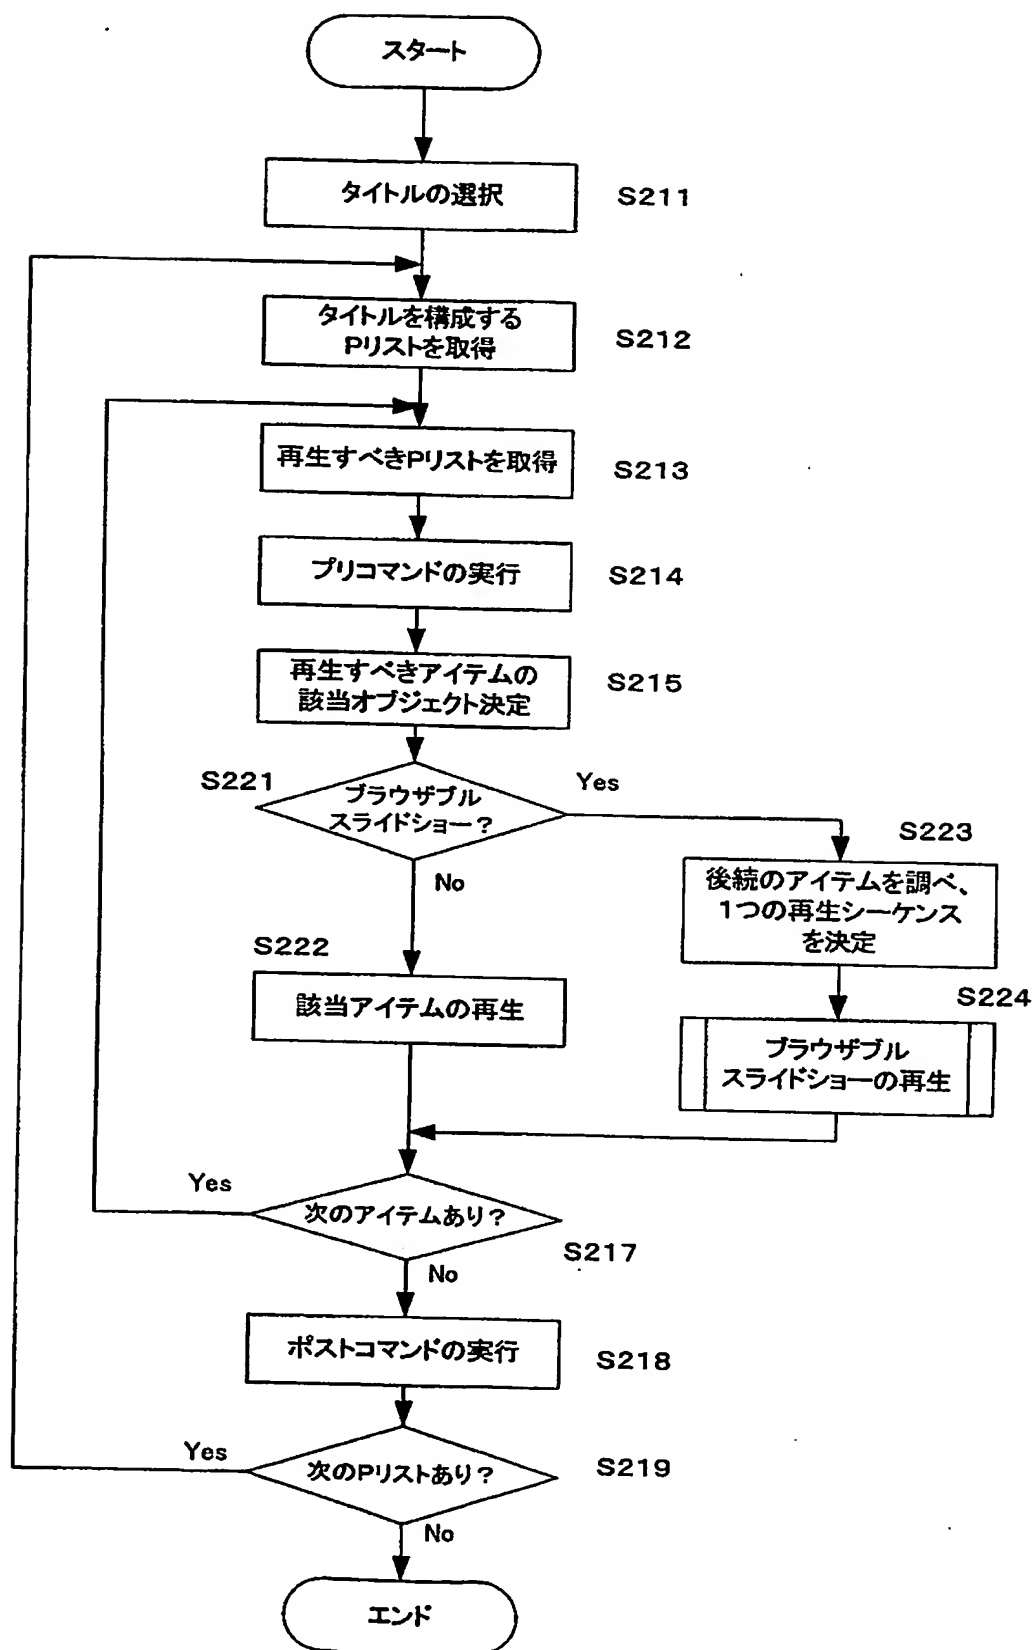 スタート
タイトルの選択
S211
タイトルを構成する
Pリストを取得
S212
再生すべきPリストを取得
S213
プリコマンドの実行
S214
再生すべきアイテムの
該当オブジェクト決定
S215
S221
ブラウザブル
スライドショー?
Yes
No
S223
後続のアイテムを調べ、
1つの再生シーケンス
を決定
S222
該当アイテムの再生
S224
ブラウザブル
スライドショーの再生
Yes
次のアイテムあり?
S217
No
ポストコマンドの実行
S218
Yes
次のPリストあり?
S219
No
エンド